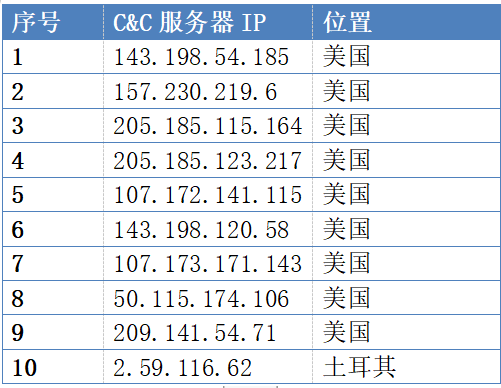 序号 C&C 服务器 IP 位置
1 143.198.54.185 美国
2 157.230.219.6 美国
3 205.185.115.164 美国
4 205.185.123.217 美国
5 107.172.141.115 美国
6 143.198.120.58 美国
7 107.173.171.143 美国
8 50.115.174.106 美国
9 209.141.54.71 美国
10 2.59.116.62 土耳其